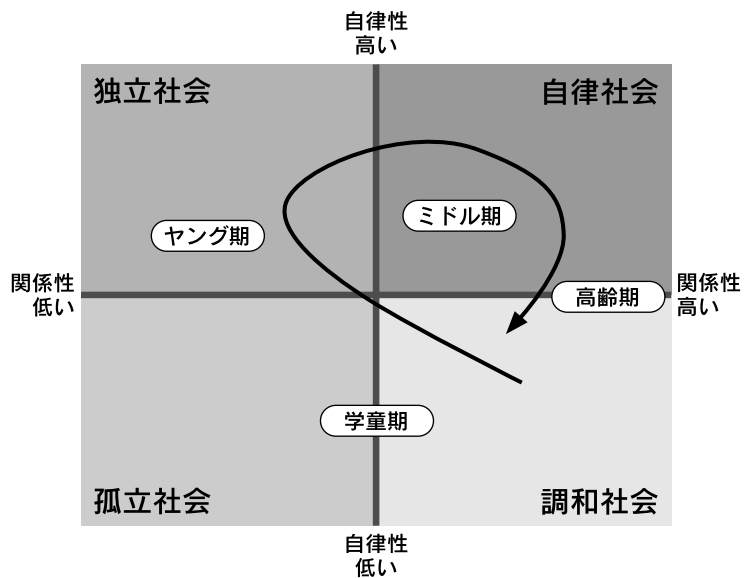 自律性
高い
独立社会
自律社会
ミドル期
ヤング期
関係性
低い
高齢期
関係性
高い
学童期
孤立社会
調和社会
自律性
低い